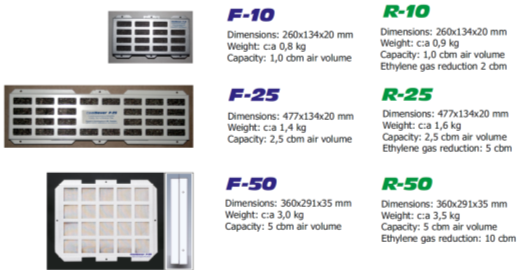 F-10
Dimensions: 260x134x20 mm
Weight: c:a 0,8 kg
Capacity: 1,0 cbm air volume
R-10
Dimensions: 260x134x20 mm
Weight: c:a 0,9 kg
Capacity: 1,0 cbm air volume
Ethylene gas reduction 2 cbm
F-25
Dimensions: 477x134x20 mm
Weight: c:a 1,4 kg
Capacity: 2,5 cbm air volume
R-25
Dimensions: 477x134x20 mm
Weight: c:a 1,6 kg
Capacity: 2,5 cbm air volume
Ethylene gas reduction: 5 cbm
F-50
Dimensions: 360x291x35 mm
Weight: c:a 3,0 kg
Capacity: 5 cbm air volume
R-50
Dimensions: 360x291x35 mm
Weight: c:a 3,5 kg
Capacity: 5 cbm air volume
Ethylene gas reduction: 10 cbm